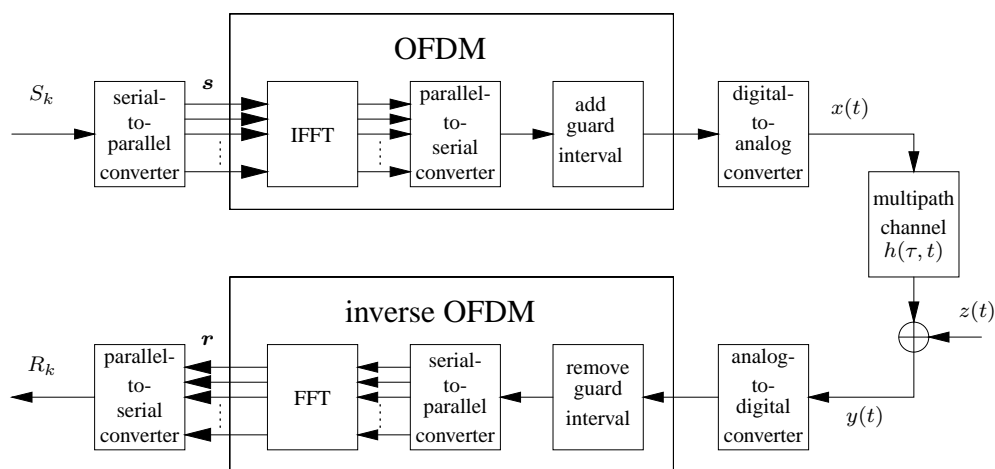 OFDM
S_k
serial-
to-
parallel
converter
s
IFFT
parallel-
to-
serial
converter
add
guard
interval
digital-
to-
analog
converter
x(t)
multipath
channel
h(τ, t)
z(t)
inverse OFDM
R_k
parallel-
to-
serial
converter
r
FFT
serial-
to-
parallel
converter
remove
guard
interval
analog-
to-
digital
converter
y(t)